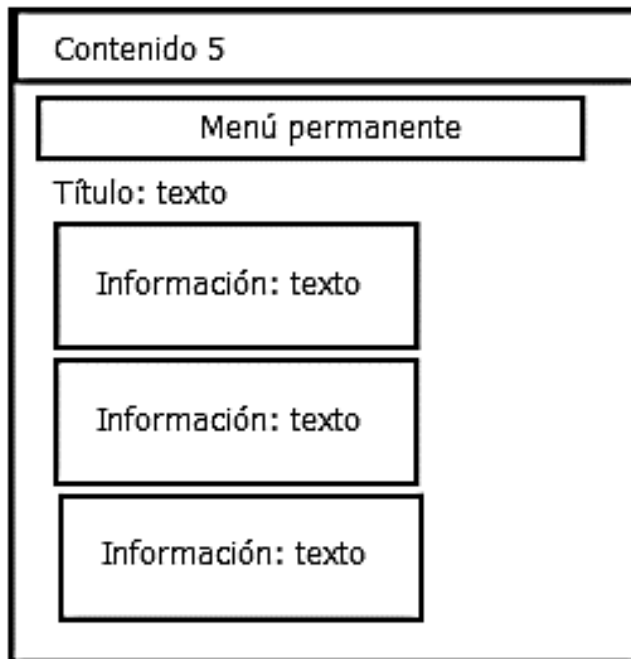 Contenido 5
Menú permanente
Título: texto
Información: texto
Información: texto
Información: texto